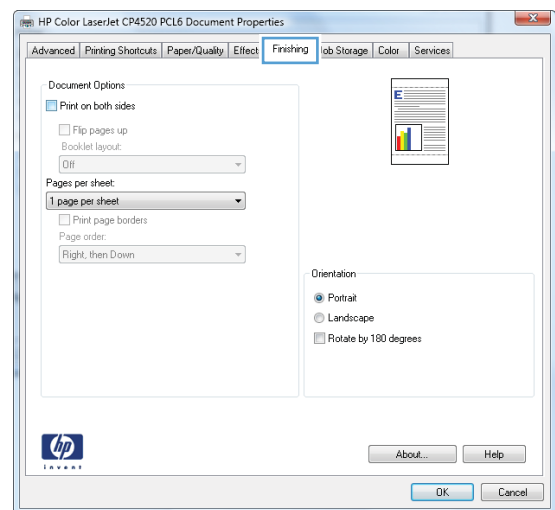 HP Color LaserJet CP4520 PCL6 Document Properties
Advanced Printing Shortcuts Paper/Quality Effect Finishing ob Storage Color Services
Document Options
Print on both sides
Flip pages up
Booklet layout:
Off
Pages per sheet:
1 page per sheet
Print page borders
Page order:
Right, then Down
E
Orientation
Portrait
Landscape
Rotate by 180 degrees
hp
invent
About... Help
OK Cancel